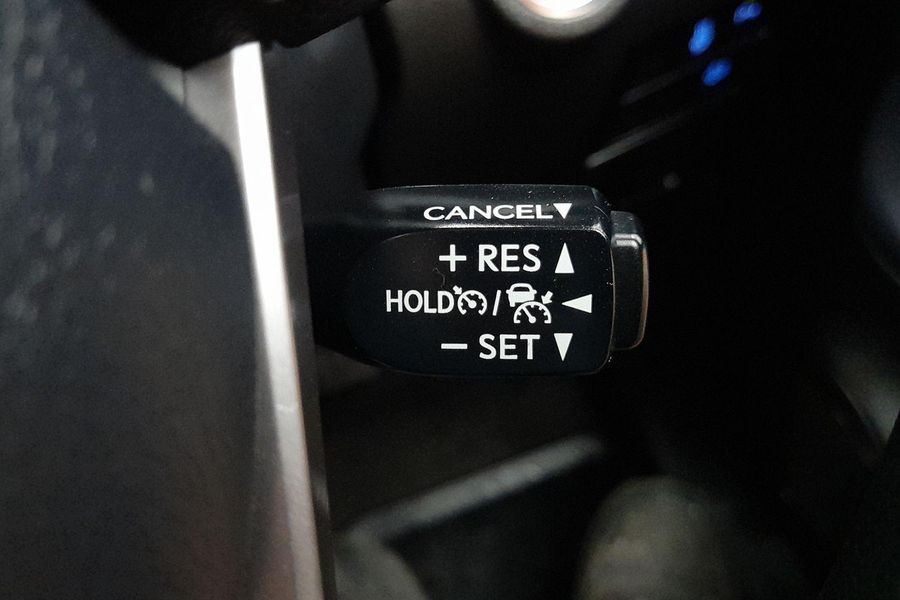 CANCEL▼
+ RES ▲
HOLD / ◀
− SET ▼